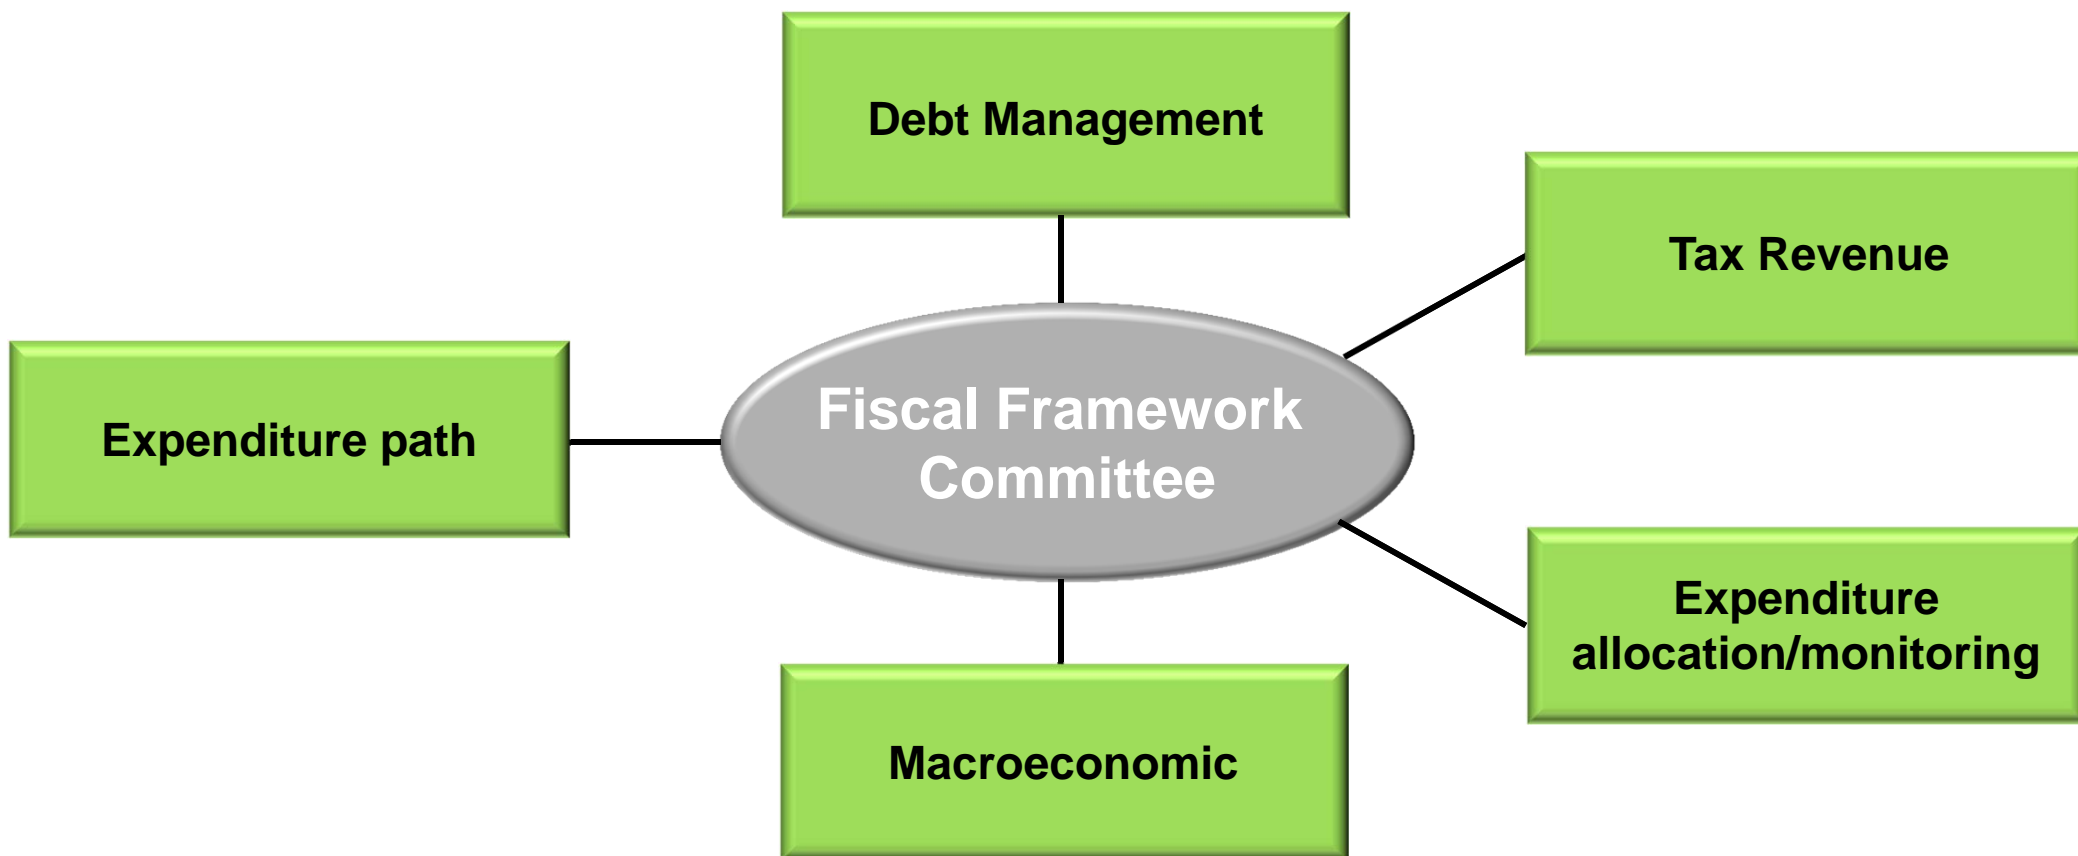 Debt Management
Tax Revenue
Fiscal Framework
Committee
Expenditure path
Expenditure
allocation/monitoring
Macroeconomic